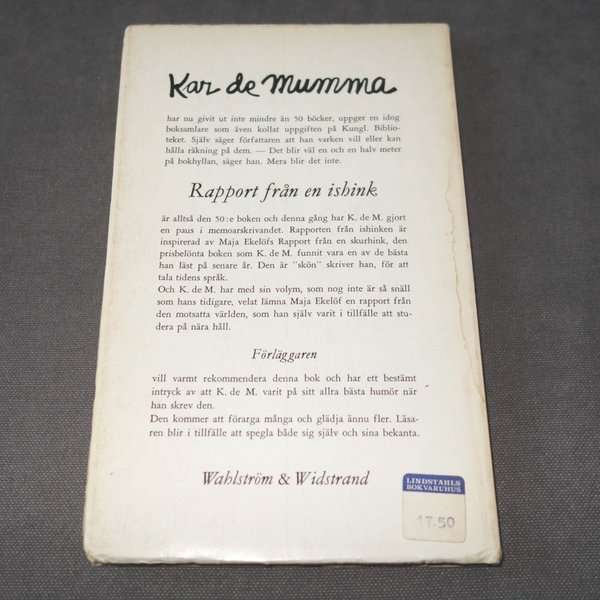 Kar de Mumma
har nu givit ut inte mindre än 50 böcker, uppger en idog
boksamlare som även kollat uppgiften på Kungl. Biblio-
teket. Själv säger författaren att han varken vill eller kan
hålla räkning på dem. — Det blir väl en och en halv meter
på bokhyllan, säger han. Mera blir det inte.
Rapport från en ishink
är alltså den 50:e boken och denna gång har K. de M. gjort
en paus i memoarskrivandet. Rapporten från ishinken är
inspirerad av Maja Ekelöfs Rapport från en skurhink, den
prisbelönta boken som K. de M. funnit vara en av de bästa
han läst på senare år. Den är "skön" skriver han, för att
tala tidens språk.
Och K. de M. har med sin volym, som nog inte är så snäll
som hans tidigare, velat lämna Maja Ekelöf en rapport från
den motsatta världen, som han själv varit i tillfälle att stu-
dera på nära håll.
Förläggaren
vill varmt rekommendera denna bok och har ett bestämt
intryck av att K. de M. varit på sitt allra bästa humör när
han skrev den.
Den kommer att förarga många och glädja ännu fler. Läsa-
ren blir i tillfälle att spegla både sig själv och sina bekanta.
Wahlström & Widstrand
LINDSTAHLS
BOKVARUHUS
17.50